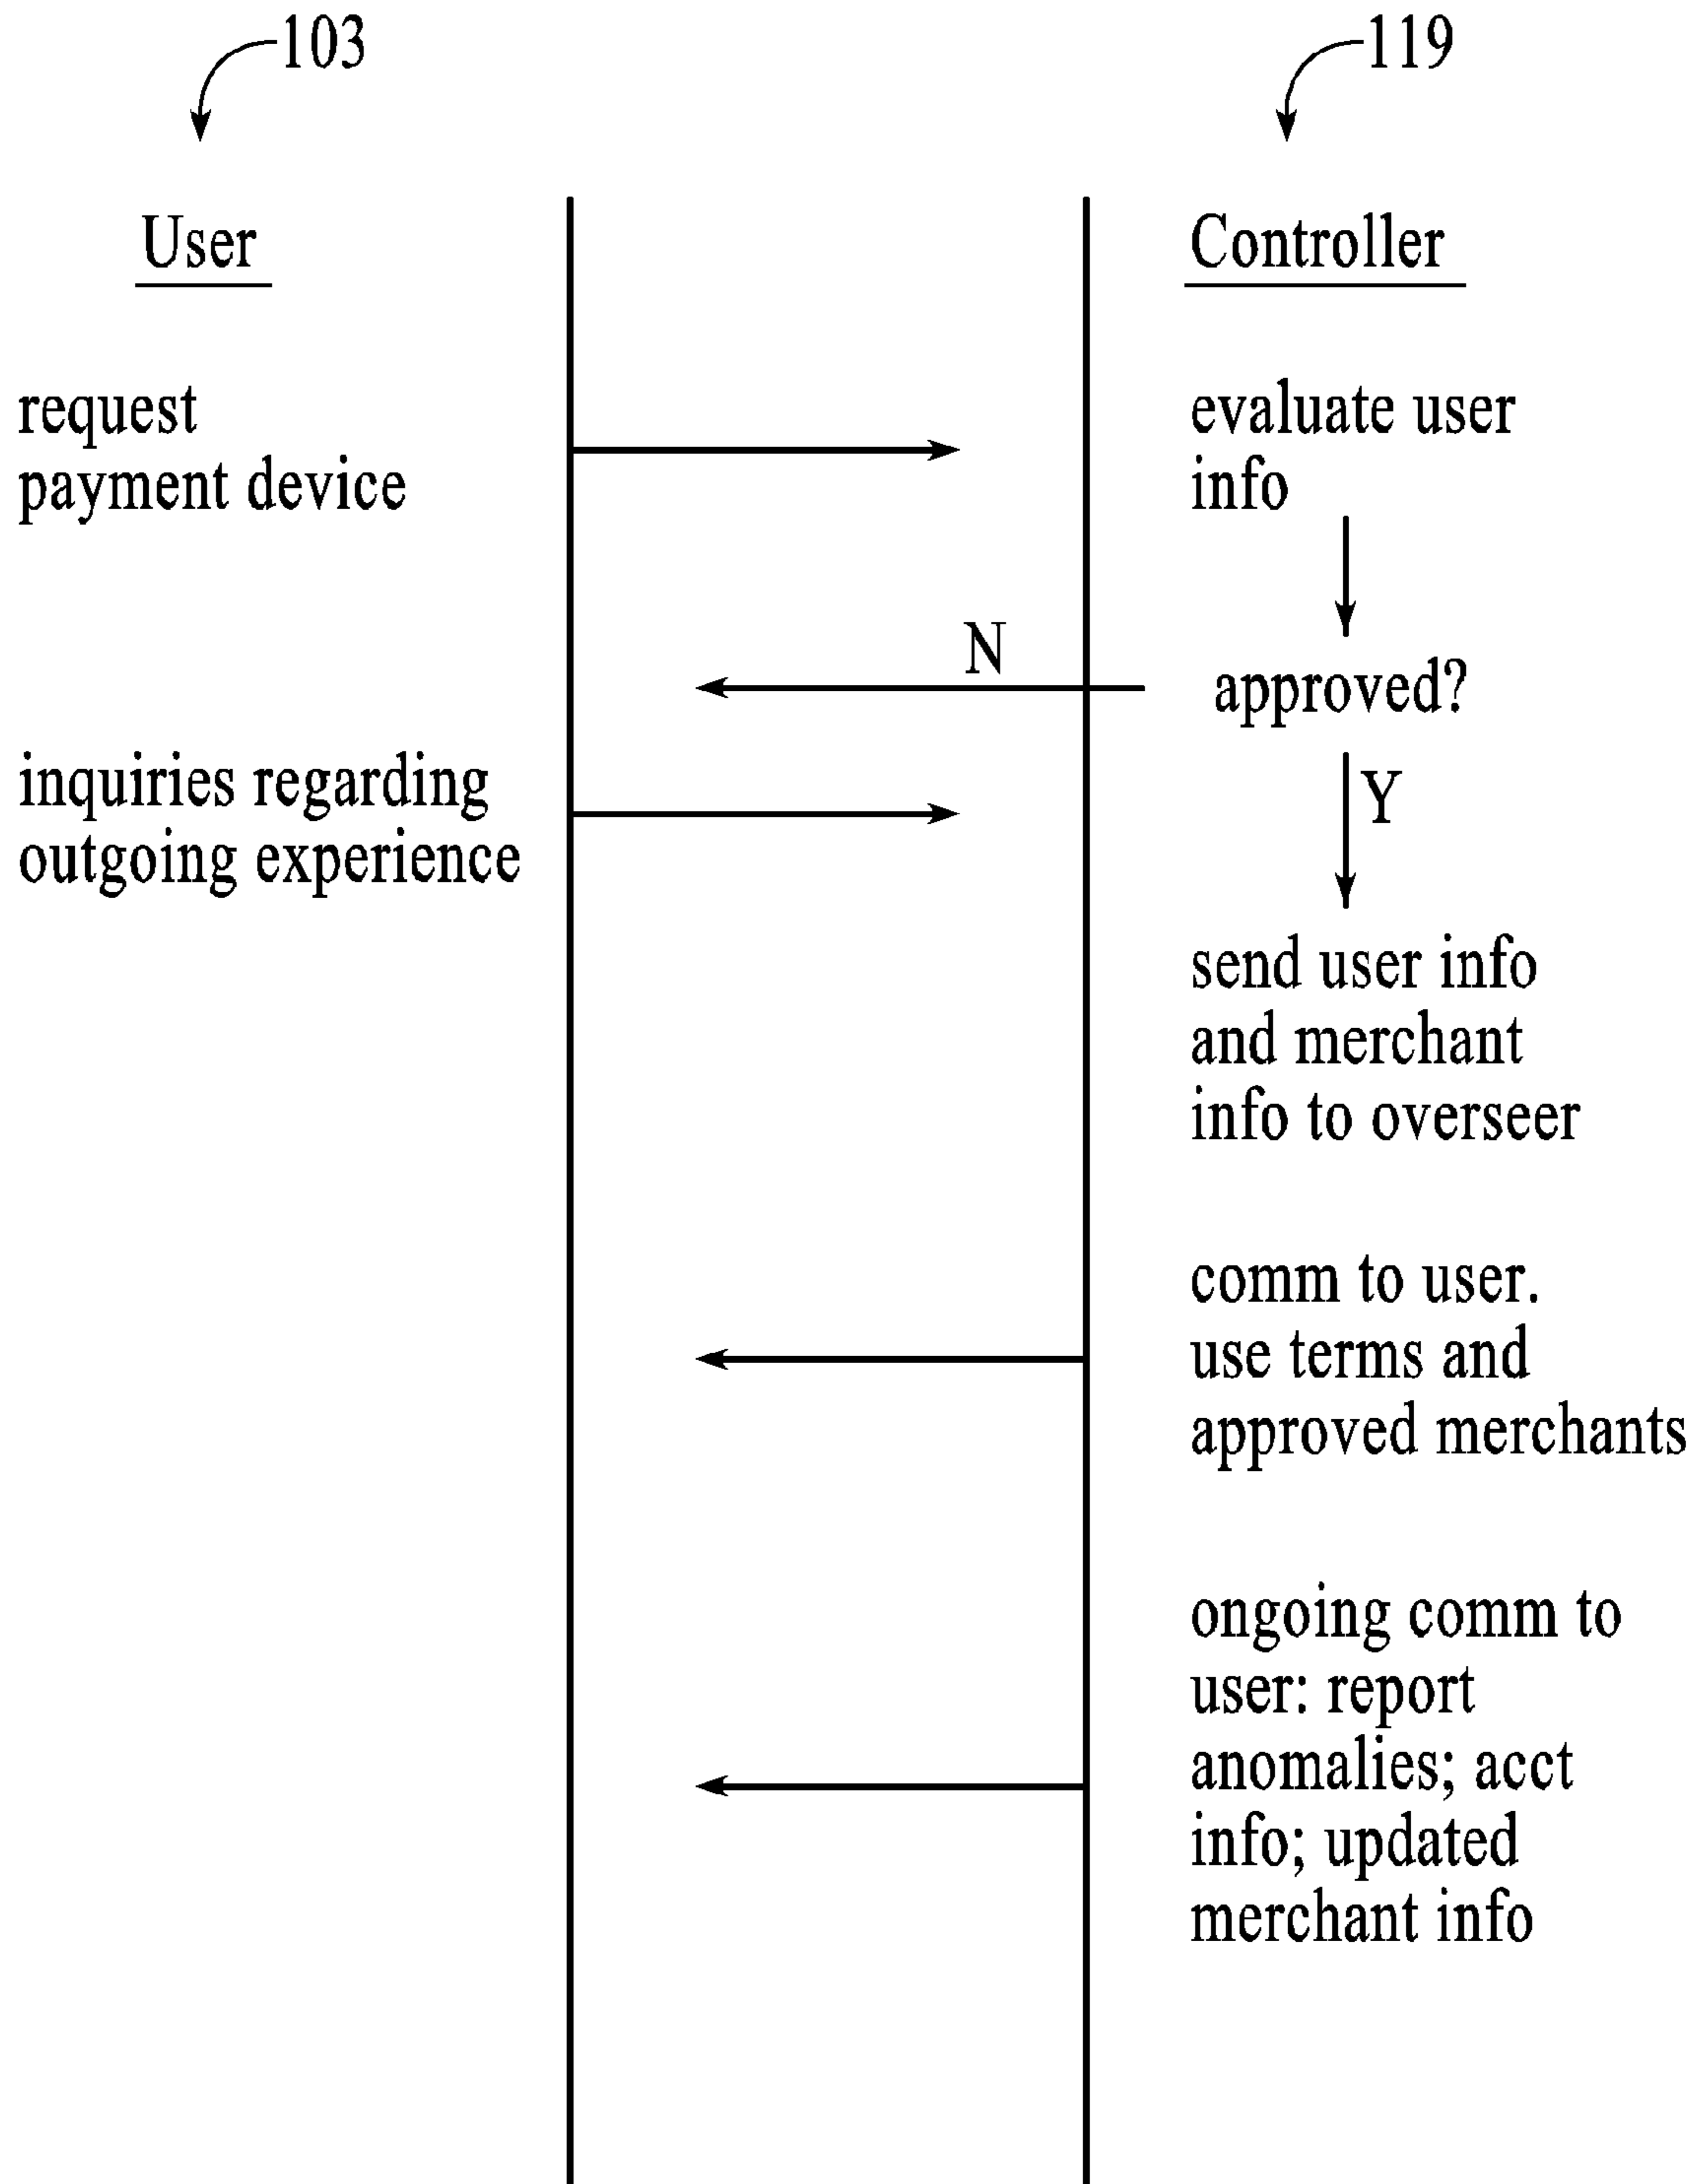 103
119
User
Controller
request
payment device
evaluate user
info
N
approved?
inquiries regarding
outgoing experience
Y
send user info
and merchant
info to overseer
comm to user.
use terms and
approved merchants
ongoing comm to
user: report
anomalies; acct
info; updated
merchant info